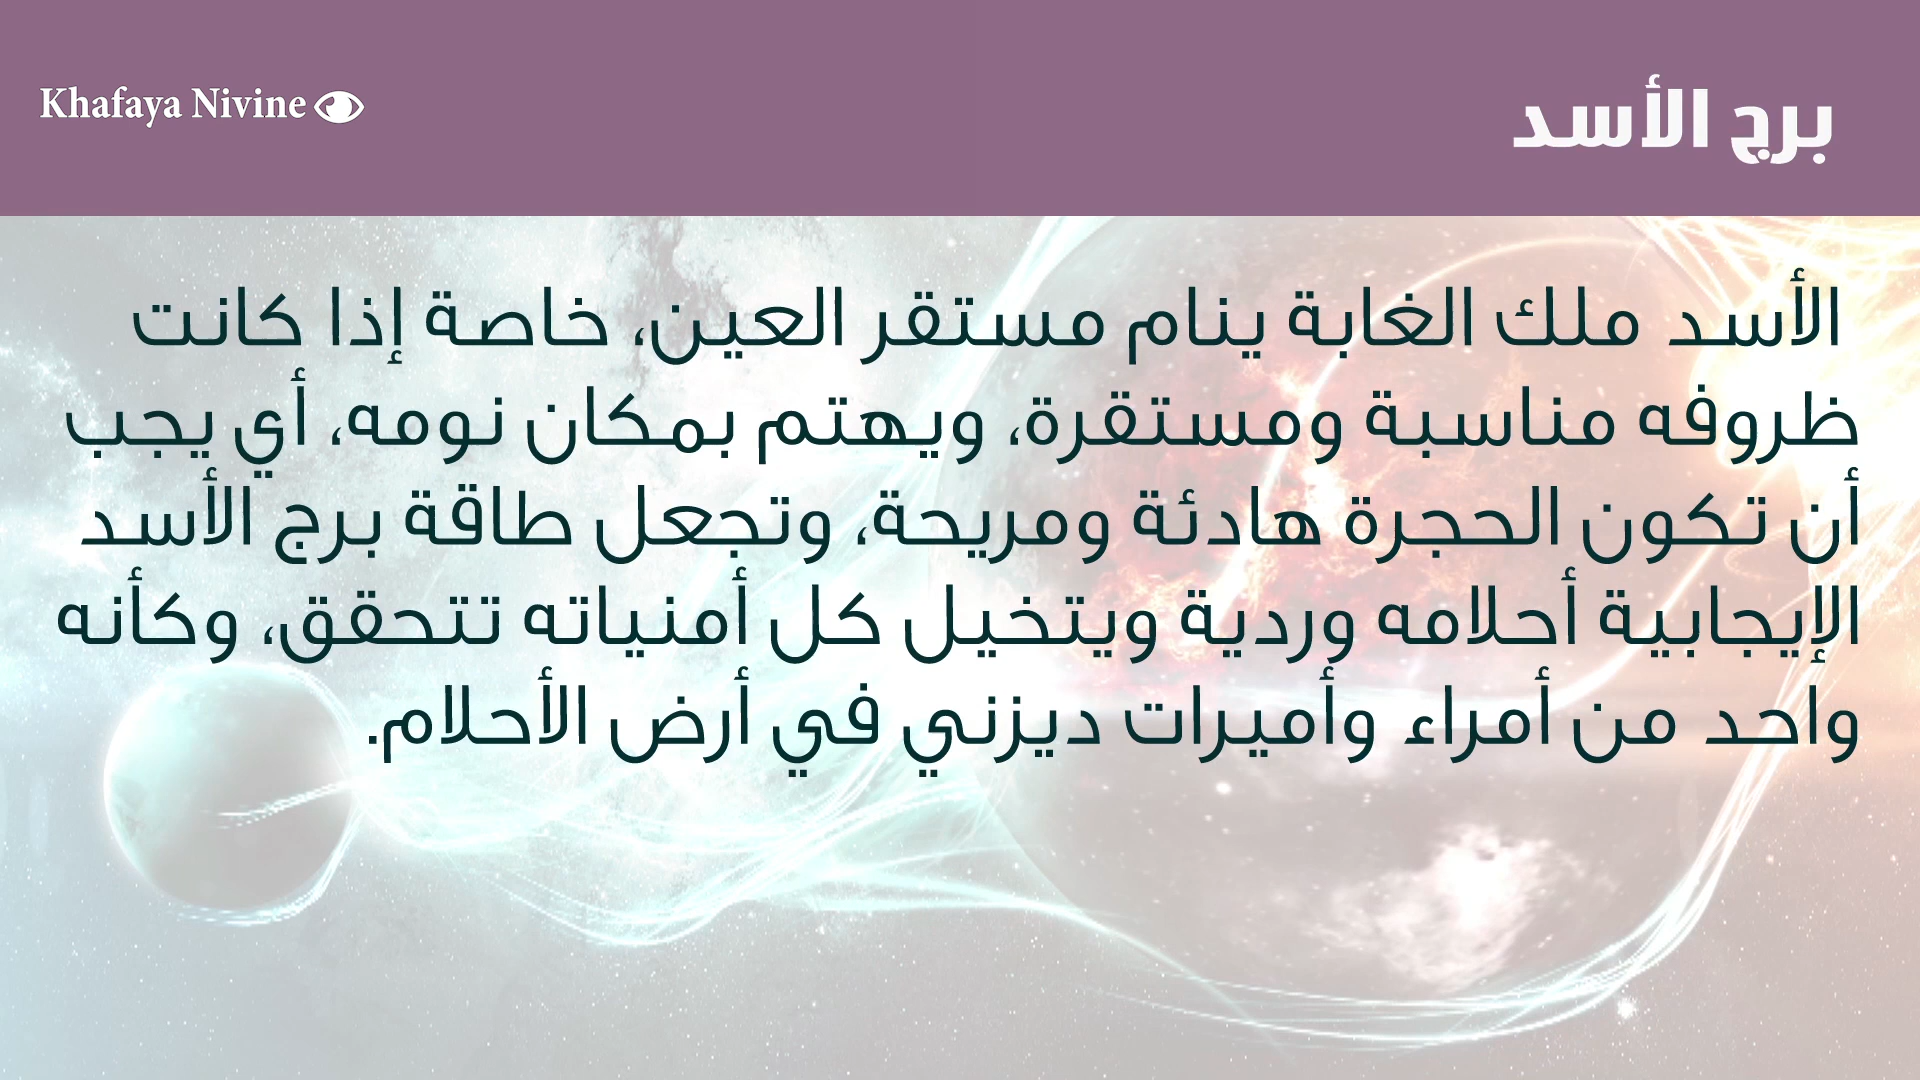 Khafaya Nivine
برج الأسد
الأسد ملك الغابة ينام مستقر العين، خاصة إذا كانت
ظروفه مناسبة ومستقرة، ويهتم بمكان نومه، أي يجب
أن تكون الحجرة هادئة ومريحة، وتجعل طاقة برج الأسد
الإيجابية أحلامه وردية ويتخيل كل أمنياته تتحقق، وكأنه
واحد من أمراء وأميرات ديزني في أرض الأحلام.